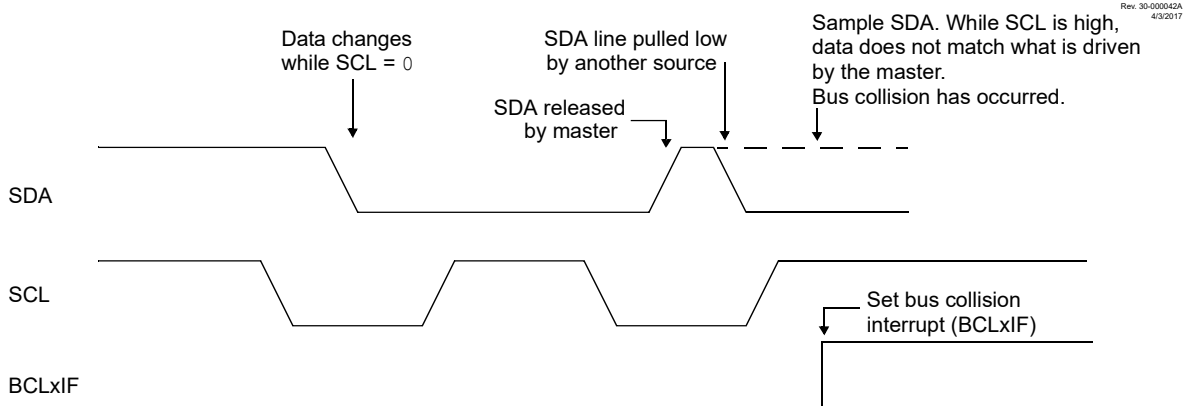 Rev. 30-000042A
4/3/2017
Data changes
while SCL = 0
SDA line pulled low
by another source
SDA released
by master
Sample SDA. While SCL is high,
data does not match what is driven
by the master.
Bus collision has occurred.
SDA
SCL
Set bus collision
interrupt (BCLxIF)
BCLxIF